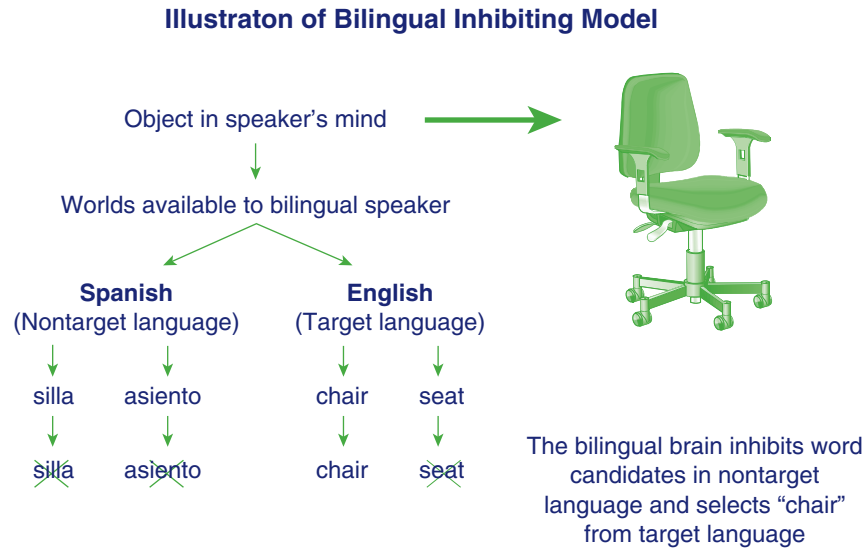 Illustraton of Bilingual Inhibiting Model
Object in speaker's mind
Worlds available to bilingual speaker
Spanish English
(Nontarget language) (Target language)
silla asiento chair seat
silla asiento chair seat
The bilingual brain inhibits word
candidates in nontarget
language and selects “chair”
from target language